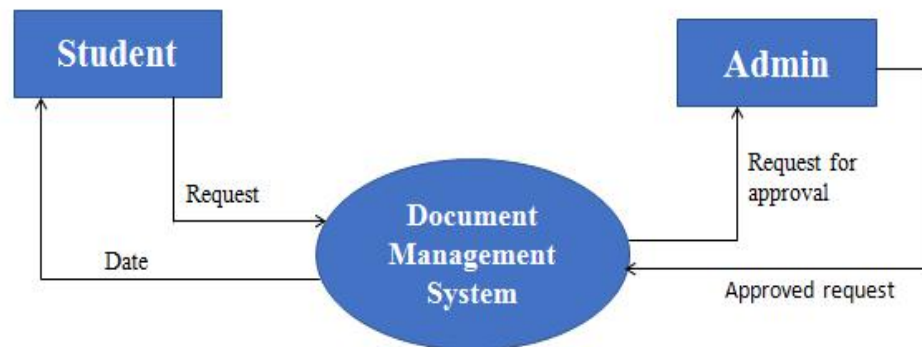 Student
Admin
Request for
approval
Request
Document
Management
System
Date
Approved request